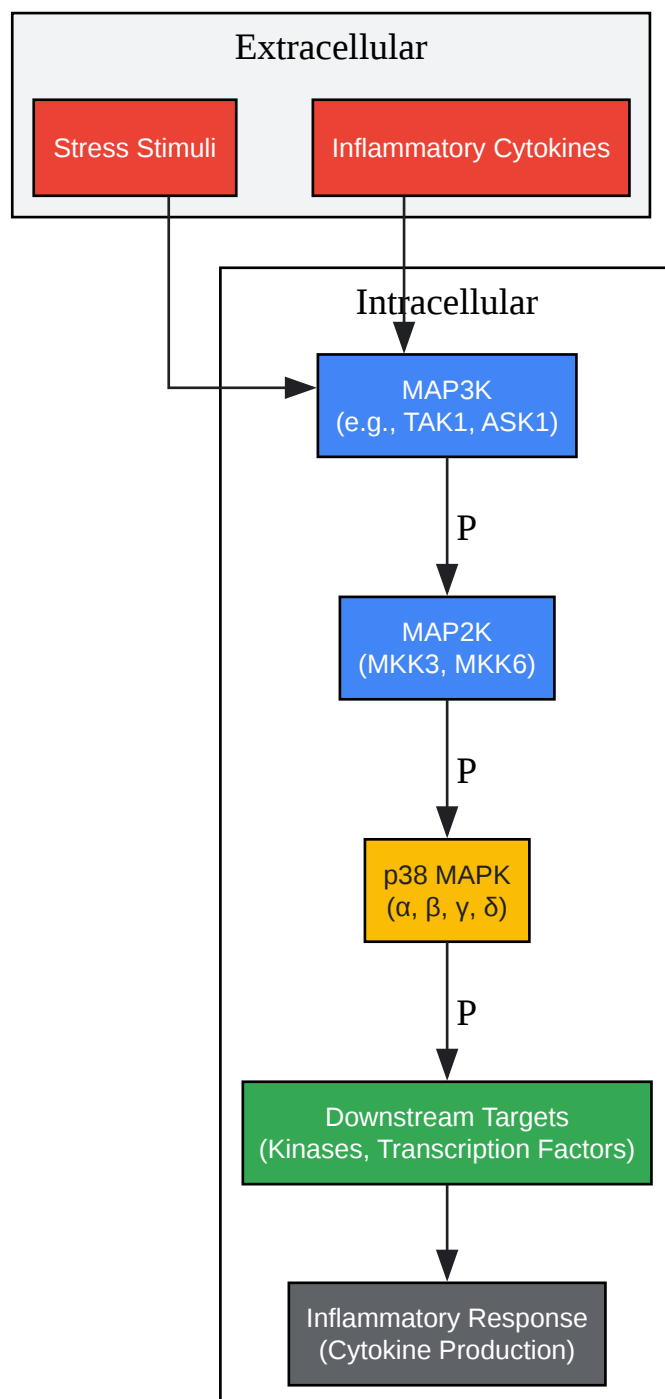 Extracellular
Stress Stimuli
Inflammatory Cytokines
Intracellular
MAP3K
(e.g., TAK1, ASK1)
P
MAP2K
(MKK3, MKK6)
P
p38 MAPK
(α, β, γ, δ)
P
Downstream Targets
(Kinases, Transcription Factors)
Inflammatory Response
(Cytokine Production)